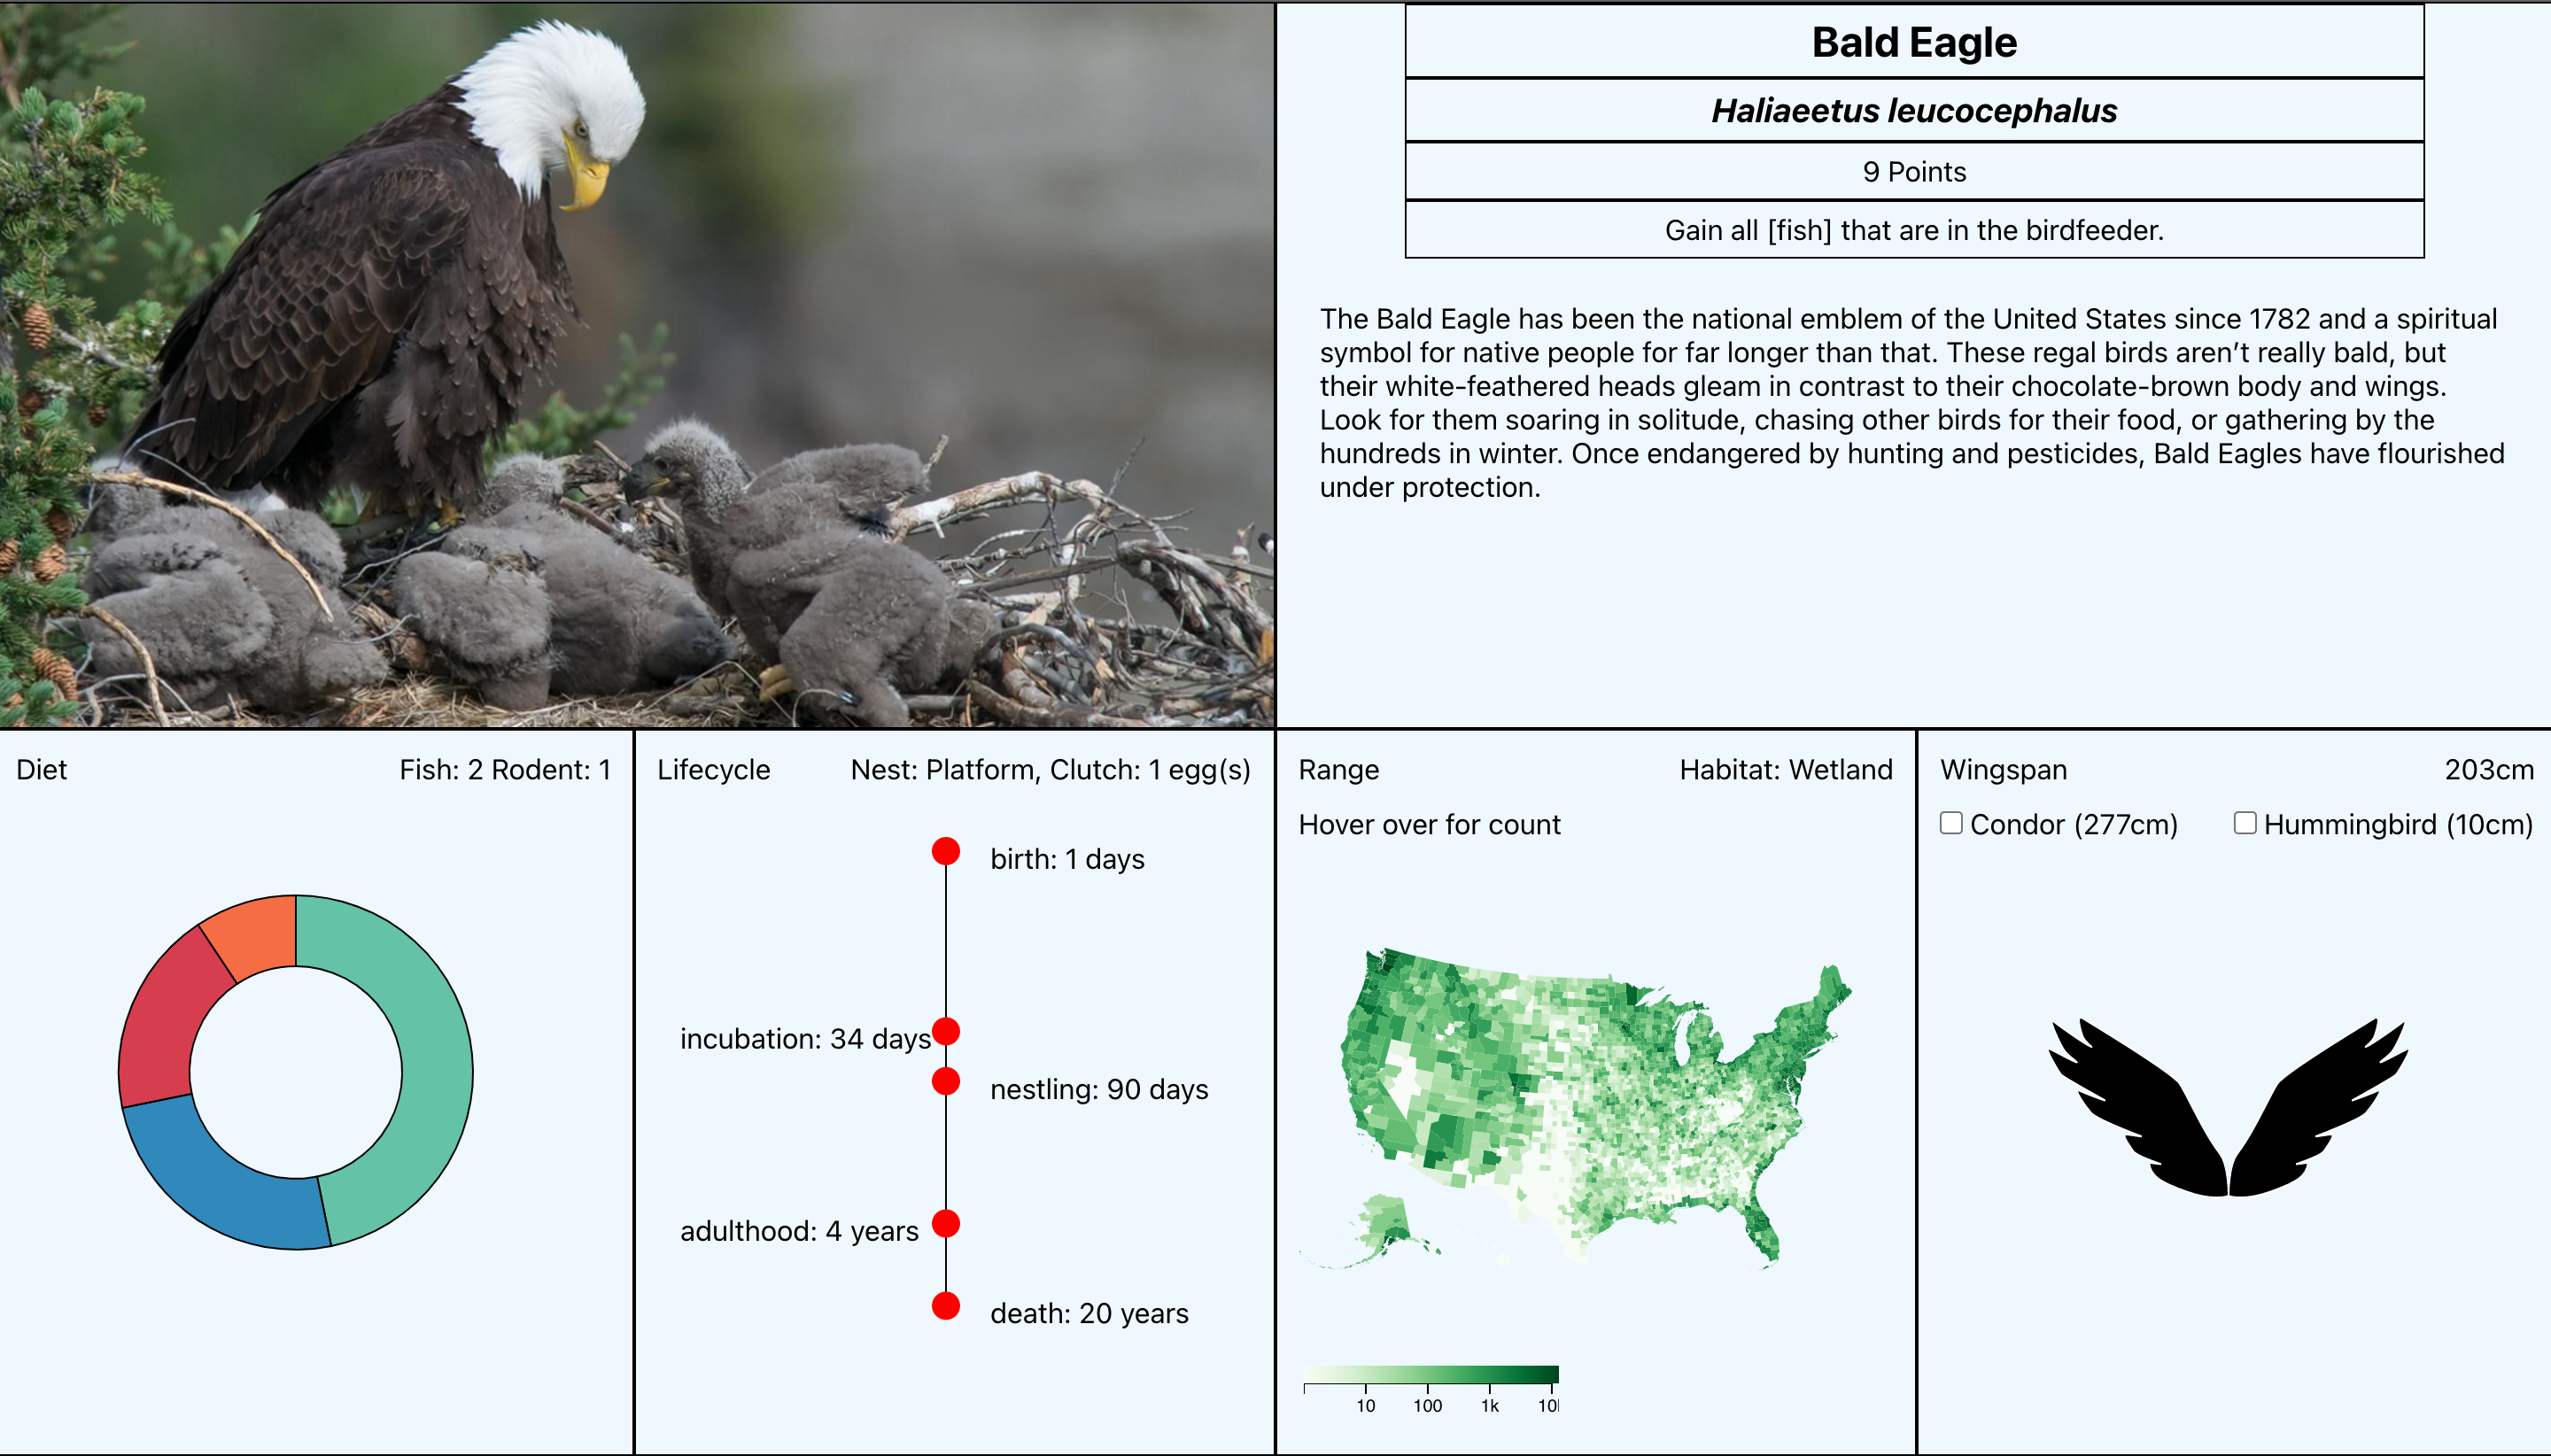 Bald Eagle
Haliaeetus leucocephalus
9 Points
Gain all [fish] that are in the birdfeeder.
The Bald Eagle has been the national emblem of the United States since 1782 and a spiritual
symbol for native people for far longer than that. These regal birds aren’t really bald, but
their white-feathered heads gleam in contrast to their chocolate-brown body and wings.
Look for them soaring in solitude, chasing other birds for their food, or gathering by the
hundreds in winter. Once endangered by hunting and pesticides, Bald Eagles have flourished
under protection.
Diet
Fish: 2 Rodent: 1
Lifecycle
Nest: Platform, Clutch: 1 egg(s)
birth: 1 days
incubation: 34 days
nestling: 90 days
adulthood: 4 years
death: 20 years
Range
Habitat: Wetland
Hover over for count
10 100 1k 10
Wingspan
203cm
Condor (277cm)
Hummingbird (10cm)